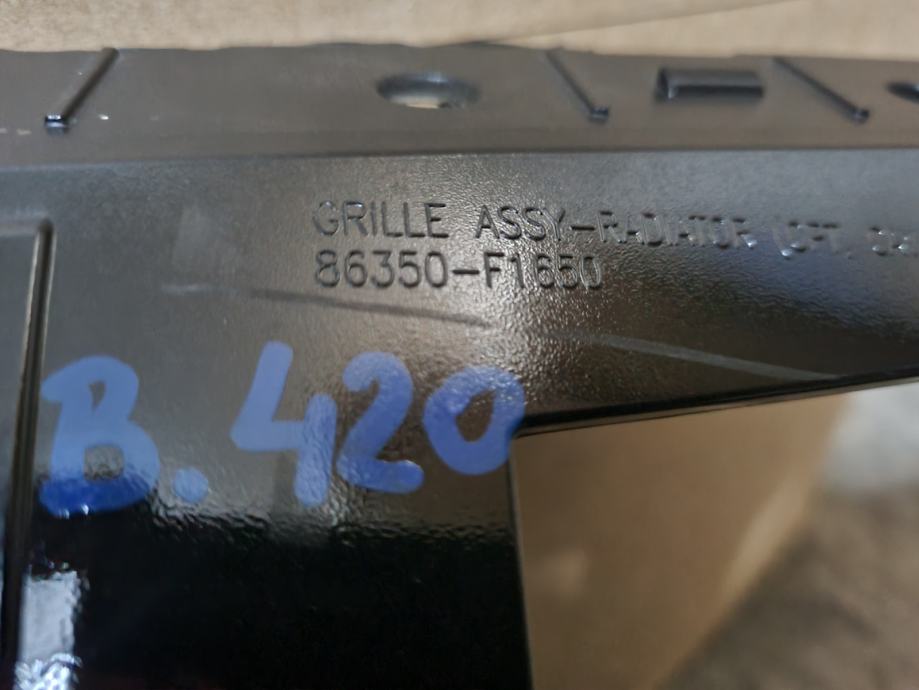 GRILLE ASSY-RADIATOR
86350-F1650
B.420